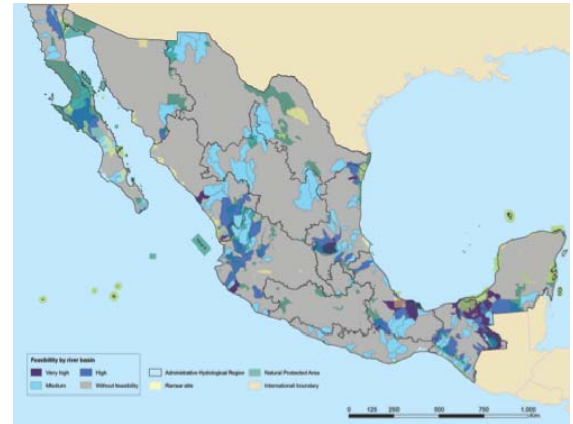 Feasibility by river basin
Very high
High
Administrative Hydrological Region
Natural Protected Area
Medium
Without feasibility
Ramsar site
International boundary
0 125 250 500 750 1,000
Km